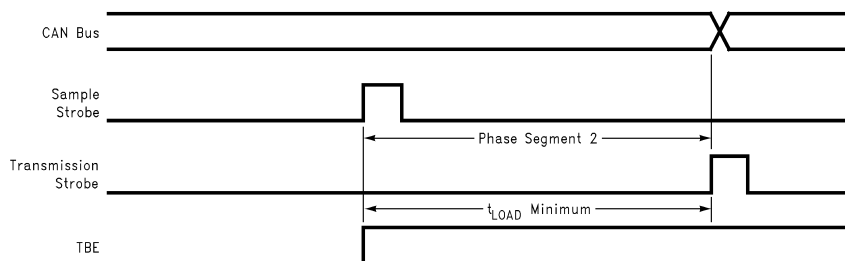 CAN Bus
Sample
Strobe
Phase Segment 2
Transmission
Strobe
tLOAD Minimum
TBE